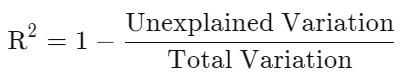 R² = 1 − Unexplained Variation / Total Variation